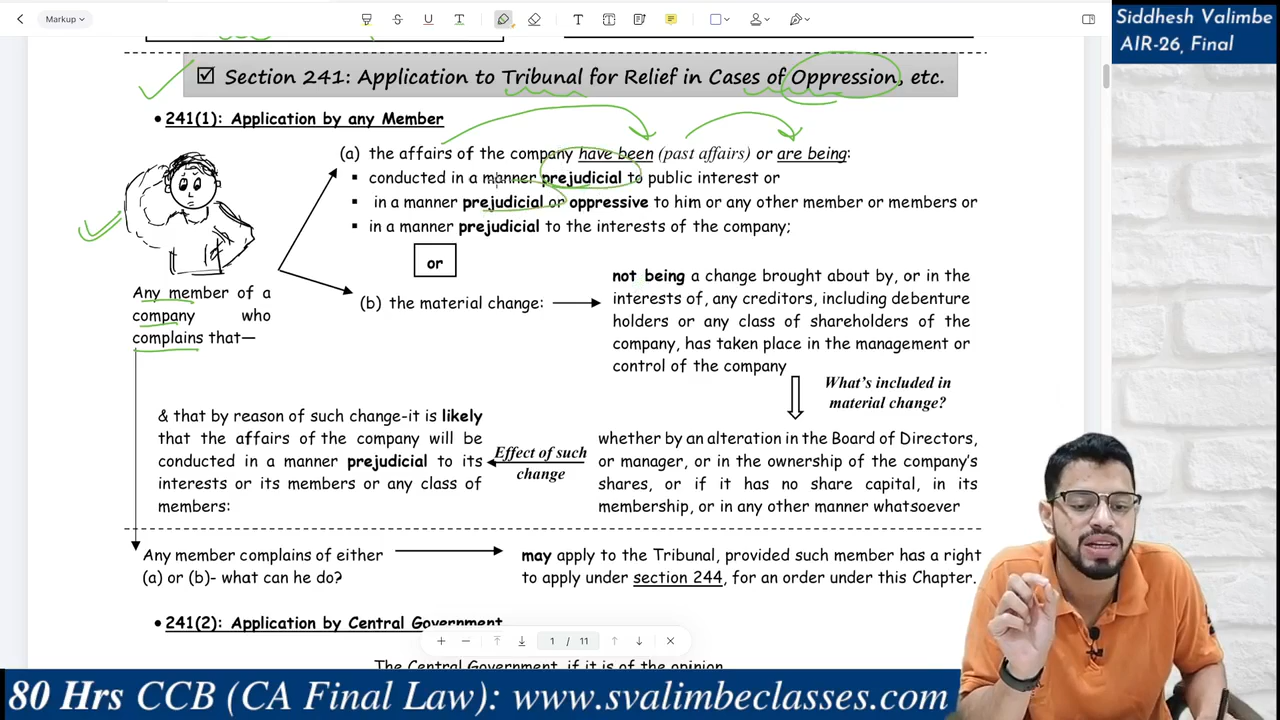 Markup
Siddhesh Valimbe
AIR-26, Final
Section 241: Application to Tribunal for Relief in Cases of Oppression, etc.
• 241(1): Application by any Member
(a) the affairs of the company have been (past affairs) or are being:
▪ conducted in a manner prejudicial to public interest or
▪ in a manner prejudicial or oppressive to him or any other member or members or
▪ in a manner prejudicial to the interests of the company;
or
Any member of a
company who
complains that—
(b) the material change:
not being a change brought about by, or in the
interests of, any creditors, including debenture
holders or any class of shareholders of the
company, has taken place in the management or
control of the company
What's included in
material change?
whether by an alteration in the Board of Directors,
or manager, or in the ownership of the company's
shares, or if it has no share capital, in its
membership, or in any other manner whatsoever
Effect of such
change
& that by reason of such change-it is likely
that the affairs of the company will be
conducted in a manner prejudicial to its
interests or its members or any class of
members:
Any member complains of either
(a) or (b)- what can he do?
may apply to the Tribunal, provided such member has a right
to apply under section 244, for an order under this Chapter.
• 241(2): Application by Central Government
The Central Government, if it is of the opinion
1 / 11
80 Hrs CCB (CA Final Law): www.svalimbeclasses.com